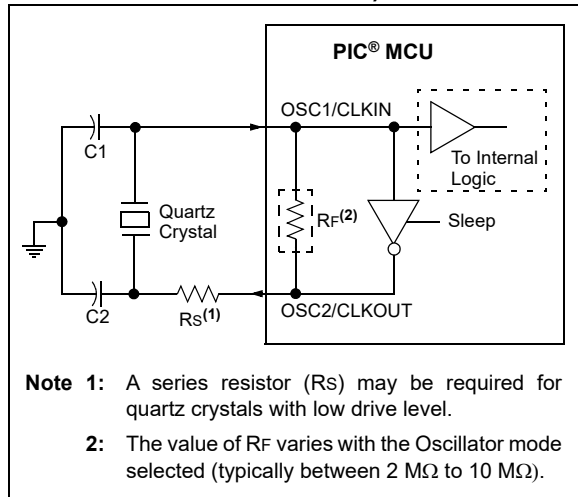 PIC® MCU
OSC1/CLKIN
C1
To Internal
Logic
Quartz
Crystal
RF(2)
Sleep
C2
RS(1)
OSC2/CLKOUT
Note 1: A series resistor (RS) may be required for
quartz crystals with low drive level.
2: The value of RF varies with the Oscillator mode
selected (typically between 2 MΩ to 10 MΩ).